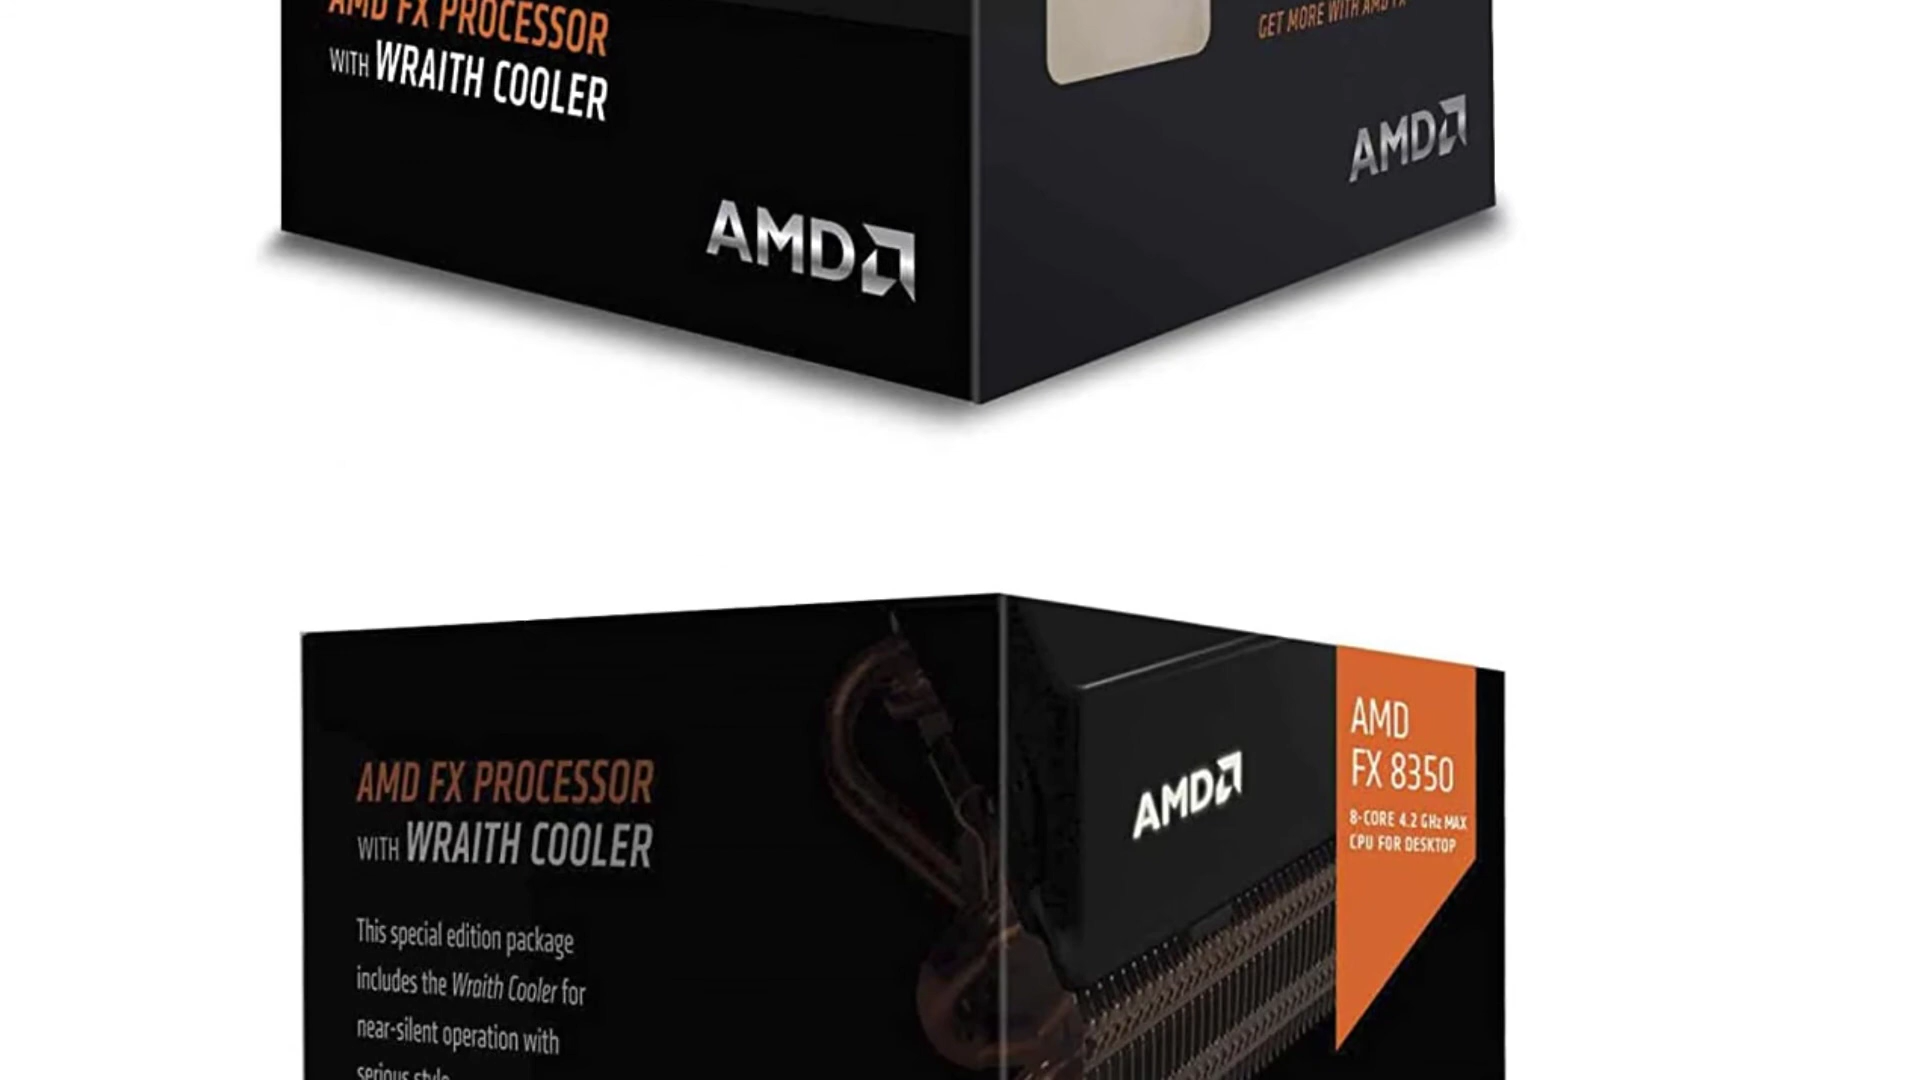 AMD FX PROCESSOR
WITH WRAITH COOLER
AMD
GET MORE WITH AMD FX
AMD
AMD FX PROCESSOR
WITH WRAITH COOLER
This special edition package
includes the Wraith Cooler for
near-silent operation with
serious style
AMD
AMD
FX 8350
8-CORE 4.2 GHz MAX
CPU FOR DESKTOP